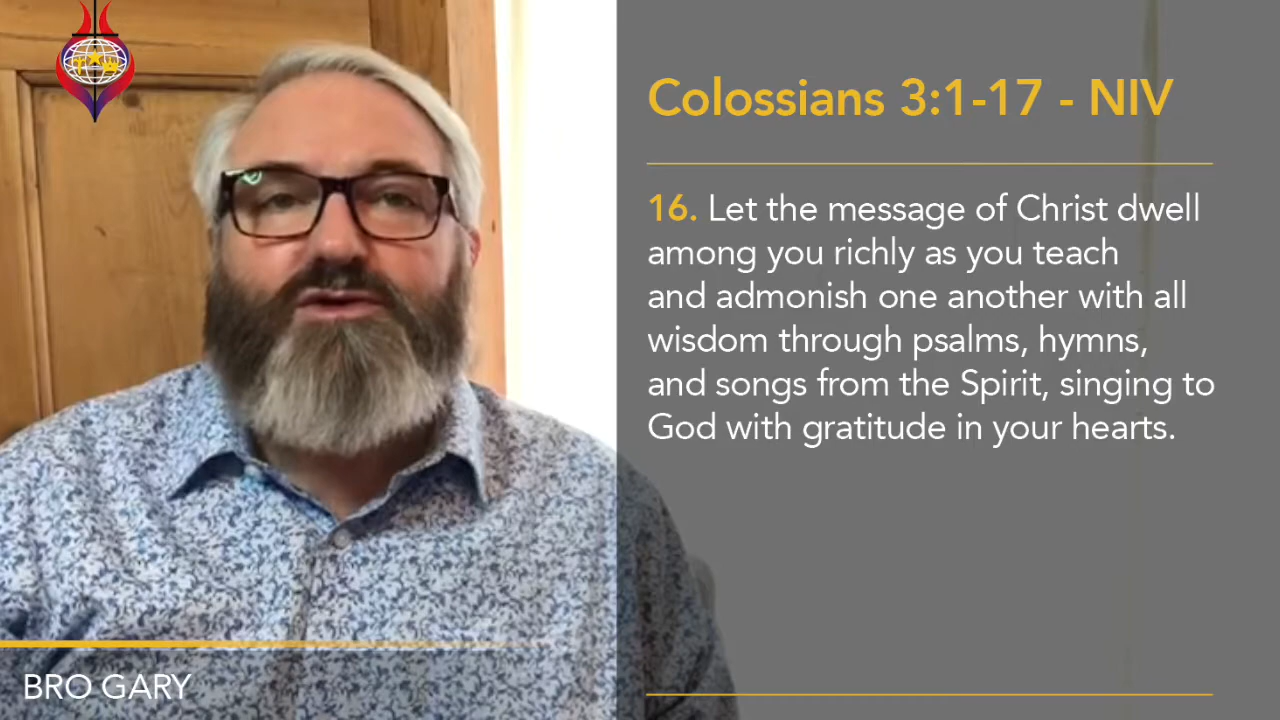 Colossians 3:1-17 - NIV
16. Let the message of Christ dwell
among you richly as you teach
and admonish one another with all
wisdom through psalms, hymns,
and songs from the Spirit, singing to
God with gratitude in your hearts.
BRO GARY